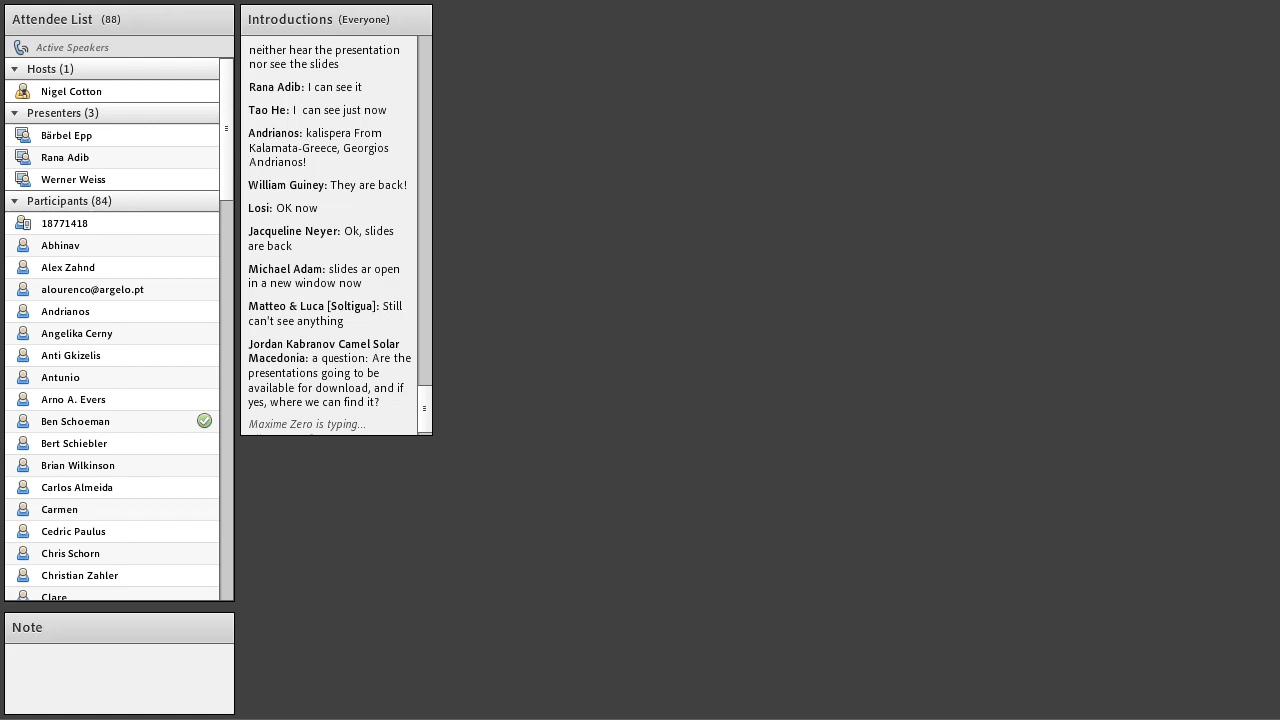 Attendee List (88)
Active Speakers
Hosts (1)
Nigel Cotton
Presenters (3)
Bärbel Epp
Rana Adib
Werner Weiss
Participants (84)
18771418
Abhinav
Alex Zahnd
alourenco@argelo.pt
Andrianos
Angelika Cerny
Anti Gkizelis
Antunio
Arno A. Evers
Ben Schoeman
Bert Schiebler
Brian Wilkinson
Carlos Almeida
Carmen
Cedric Paulus
Chris Schorn
Christian Zahler
Clare
Note
Introductions (Everyone)
neither hear the presentation
nor see the slides
Rana Adib: I can see it
Tao He: I  can see just now
Andrianos: kalispera From
Kalamata-Greece, Georgios
Andrianos!
William Guiney: They are back!
Losi: OK now
Jacqueline Neyer: Ok, slides
are back
Michael Adam: slides ar open
in a new window now
Matteo & Luca [Soltigua]: Still
can't see anything
Jordan Kabranov Camel Solar
Macedonia: a question: Are the
presentations going to be
available for download, and if
yes, where we can find it?
Maxime Zero is typing...